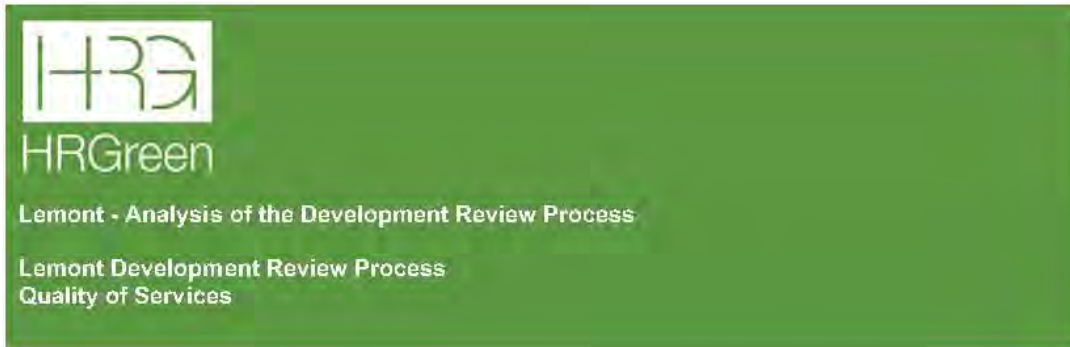 HRG
HRGreen
Lemont - Analysis of the Development Review Process
Lemont Development Review Process
Quality of Services